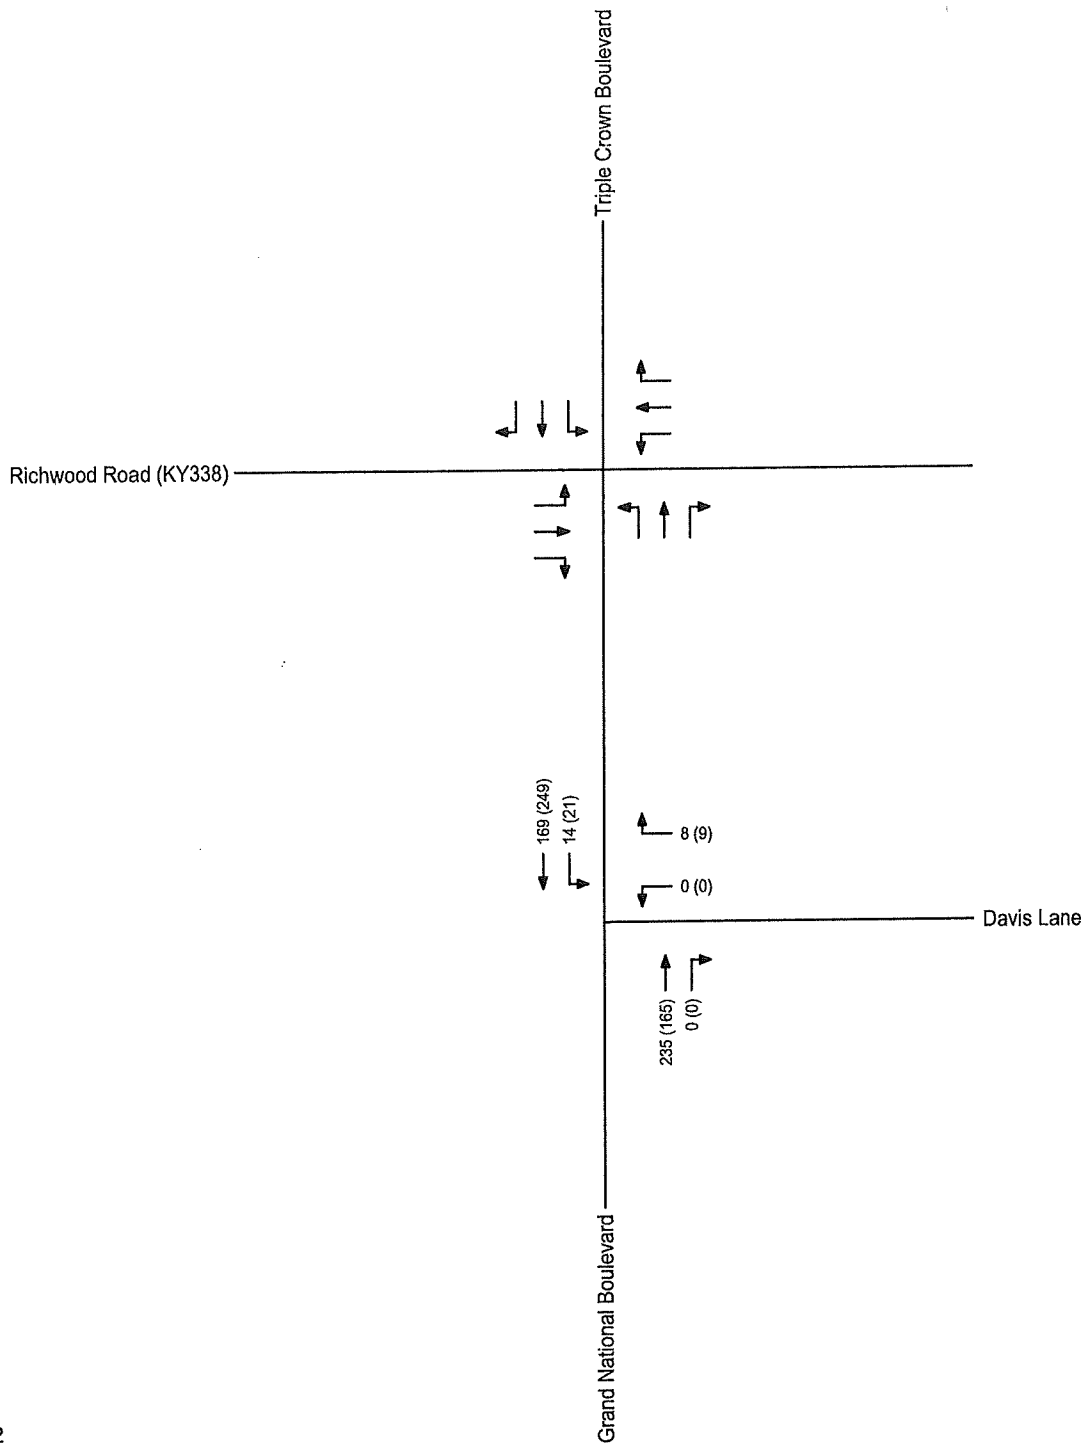 Triple Crown Boulevard
Richwood Road (KY338)
169 (249)
14 (21)
8 (9)
0 (0)
Davis Lane
235 (165)
0 (0)
Grand National Boulevard